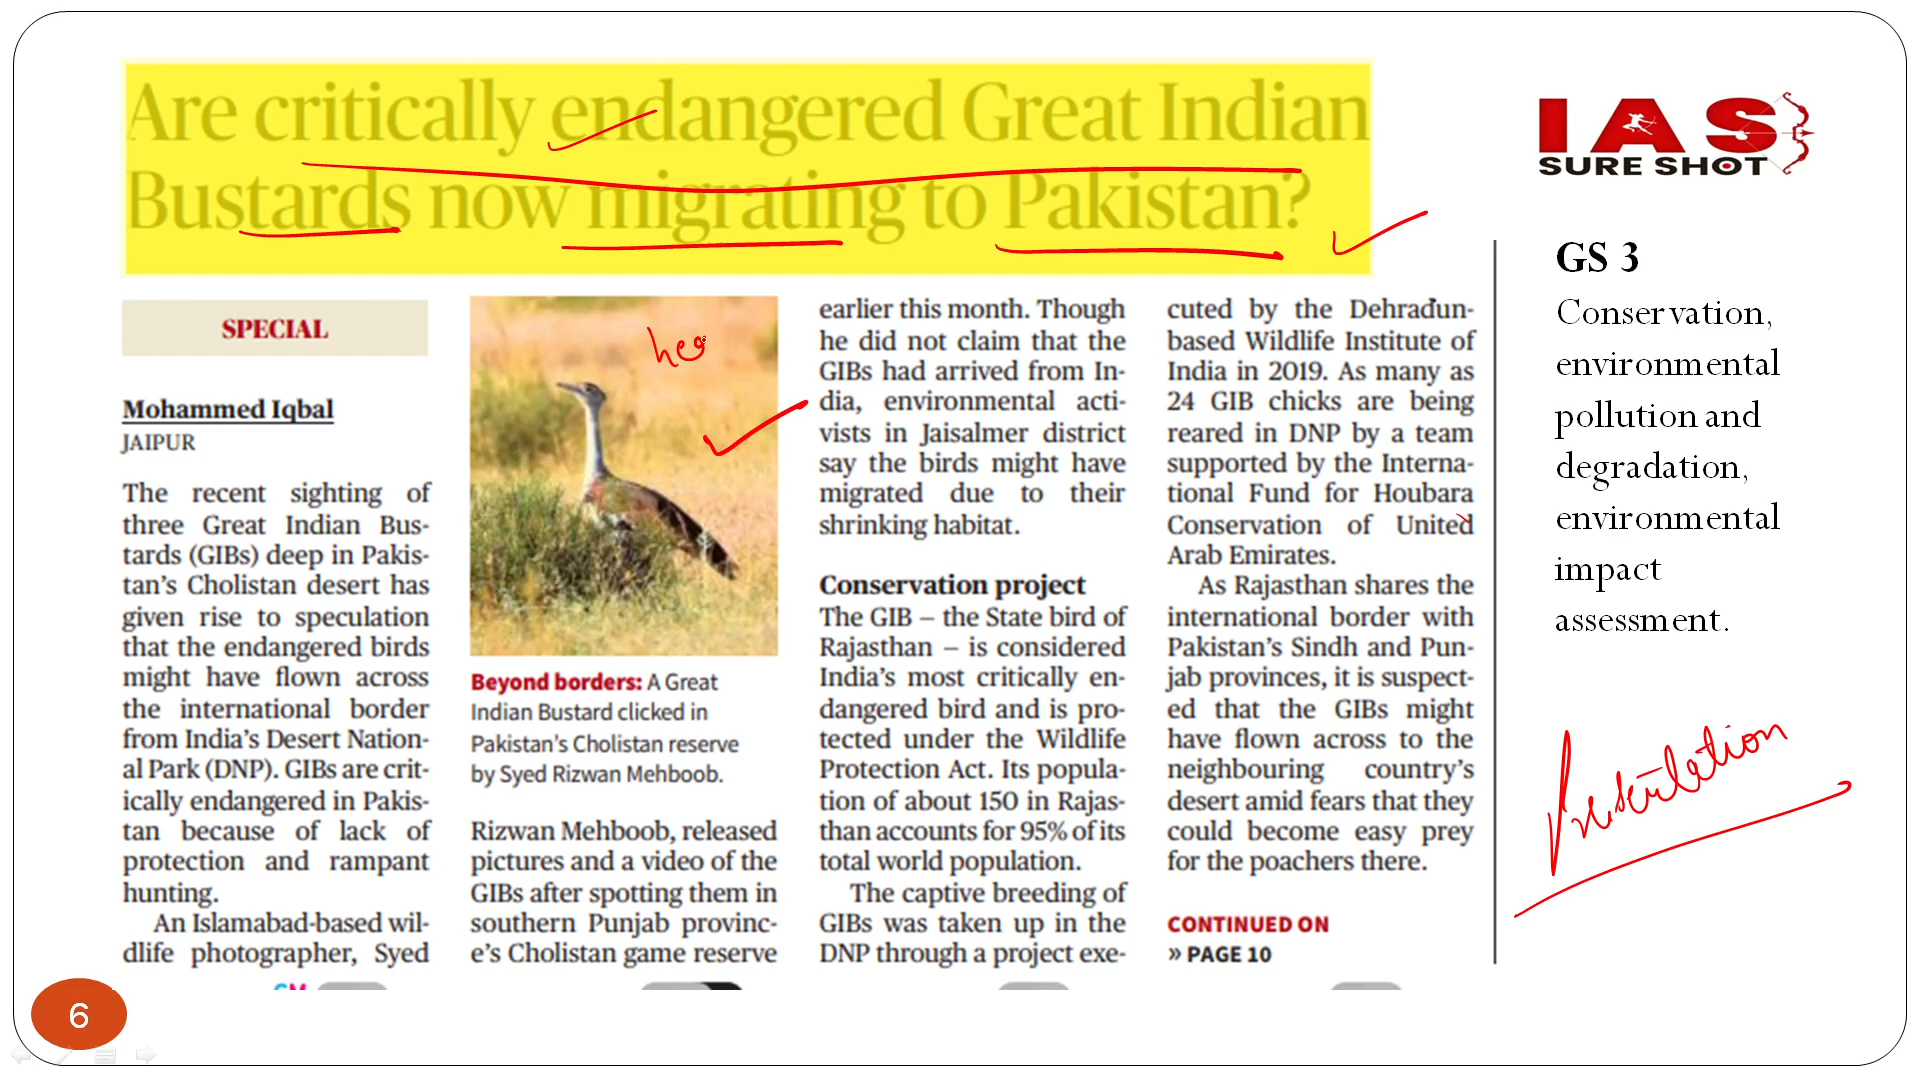 Are critically endangered Great Indian
Bustards now migrating to Pakistan?
IAS
SURE SHOT
SPECIAL
Mohammed Iqbal
JAIPUR
The recent sighting of
three Great Indian Bus-
tards (GIBs) deep in Pakis-
tan's Cholistan desert has
given rise to speculation
that the endangered birds
might have flown across
the international border
from India's Desert Nation-
al Park (DNP). GIBs are crit-
ically endangered in Pakis-
tan because of lack of
protection and rampant
hunting.
An Islamabad-based wil-
dlife photographer, Syed
Beyond borders: A Great
Indian Bustard clicked in
Pakistan's Cholistan reserve
by Syed Rizwan Mehboob.
Rizwan Mehboob, released
pictures and a video of the
GIBs after spotting them in
southern Punjab provinc-
e's Cholistan game reserve
earlier this month. Though
he did not claim that the
GIBs had arrived from In-
dia, environmental acti-
vists in Jaisalmer district
say the birds might have
migrated due to their
shrinking habitat.
Conservation project
The GIB – the State bird of
Rajasthan – is considered
India's most critically en-
dangered bird and is pro-
tected under the Wildlife
Protection Act. Its popula-
tion of about 150 in Rajas-
than accounts for 95% of its
total world population.
The captive breeding of
GIBs was taken up in the
DNP through a project exe-
cuted by the Dehradun-
based Wildlife Institute of
India in 2019. As many as
24 GIB chicks are being
reared in DNP by a team
supported by the Interna-
tional Fund for Houbara
Conservation of United
Arab Emirates.
As Rajasthan shares the
international border with
Pakistan's Sindh and Pun-
jab provinces, it is suspect-
ed that the GIBs might
have flown across to the
neighbouring country's
desert amid fears that they
could become easy prey
for the poachers there.
CONTINUED ON
» PAGE 10
GS 3
Conservation,
environmental
pollution and
degradation,
environmental
impact
assessment.
6